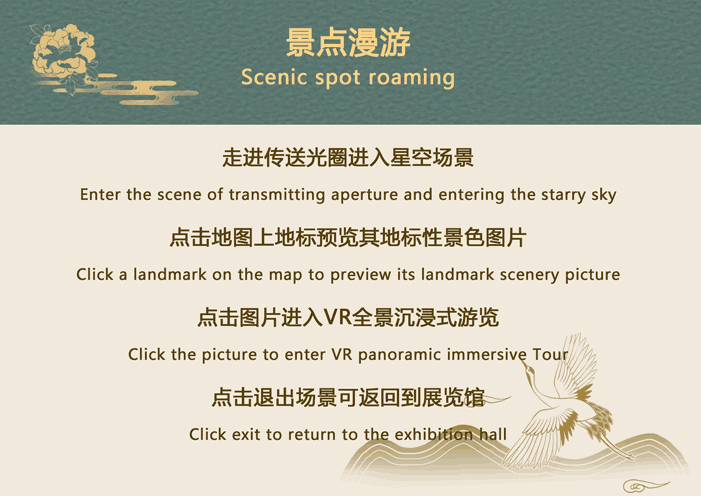 景点漫游
Scenic spot roaming
走进传送光圈进入星空场景
Enter the scene of transmitting aperture and entering the starry sky
点击地图上地标预览其地标性景色图片
Click a landmark on the map to preview its landmark scenery picture
点击图片进入VR全景沉浸式游览
Click the picture to enter VR panoramic immersive Tour
点击退出场景可返回到展览馆
Click exit to return to the exhibition hall